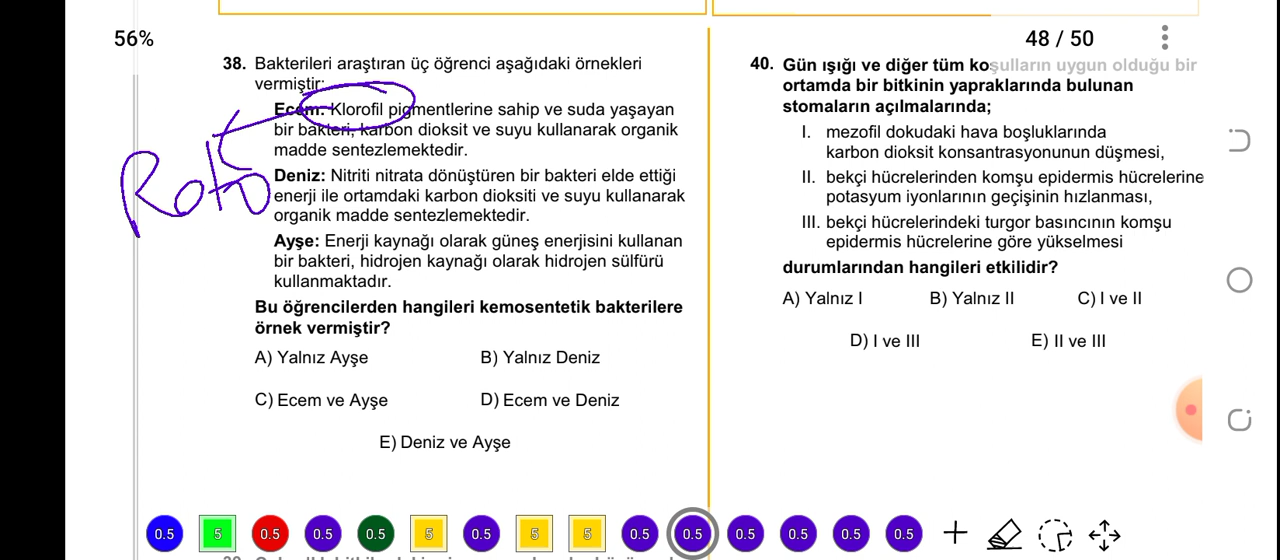 56%
48 / 50
38. Bakterileri araştıran üç öğrenci aşağıdaki örnekleri
vermiştir:
Ecem: Klorofil pigmentlerine sahip ve suda yaşayan
bir bakteri, karbon dioksit ve suyu kullanarak organik
madde sentezlemektedir.
Deniz: Nitriti nitrata dönüştüren bir bakteri elde ettiği
enerji ile ortamdaki karbon dioksiti ve suyu kullanarak
organik madde sentezlemektedir.
Ayşe: Enerji kaynağı olarak güneş enerjisini kullanan
bir bakteri, hidrojen kaynağı olarak hidrojen sülfürü
kullanmaktadır.
Bu öğrencilerden hangileri kemosentetik bakterilere
örnek vermiştir?
A) Yalnız Ayşe
B) Yalnız Deniz
C) Ecem ve Ayşe
D) Ecem ve Deniz
E) Deniz ve Ayşe
40. Gün ışığı ve diğer tüm koşulların uygun olduğu bir
ortamda bir bitkinin yapraklarında bulunan
stomaların açılmalarında;
I. mezofil dokudaki hava boşluklarında
karbon dioksit konsantrasyonunun düşmesi,
II. bekçi hücrelerinden komşu epidermis hücrelerine
potasyum iyonlarının geçişinin hızlanması,
III. bekçi hücrelerindeki turgor basıncının komşu
epidermis hücrelerine göre yükselmesi
durumlarından hangileri etkilidir?
A) Yalnız I
B) Yalnız II
C) I ve II
D) I ve III
E) II ve III
0.5 5 0.5 0.5 0.5 5 0.5 5 5 0.5 0.5 0.5 0.5 0.5 0.5